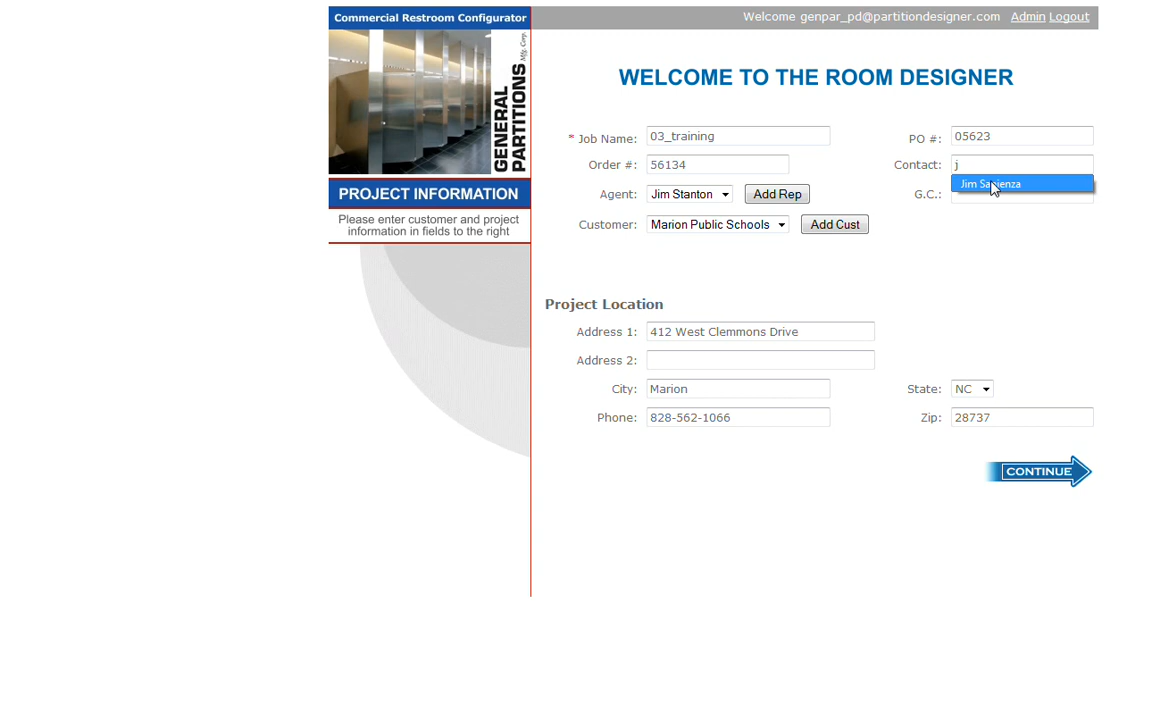 Commercial Restroom Configurator
Welcome genpar_pd@partitiondesigner.com Admin Logout
GENERAL PARTITIONS Mfg. Corp.
WELCOME TO THE ROOM DESIGNER
PROJECT INFORMATION
Please enter customer and project
information in fields to the right
* Job Name: 03_training PO #: 05623
Order #: 56134 Contact: j
Jim
Agent: Jim Stanton Add Rep G.C.:
Customer: Marion Public Schools Add Cust
Project Location
Address 1: 412 West Clemmons Drive
Address 2:
City: Marion State: NC
Phone: 828-562-1066 Zip: 28737
CONTINUE